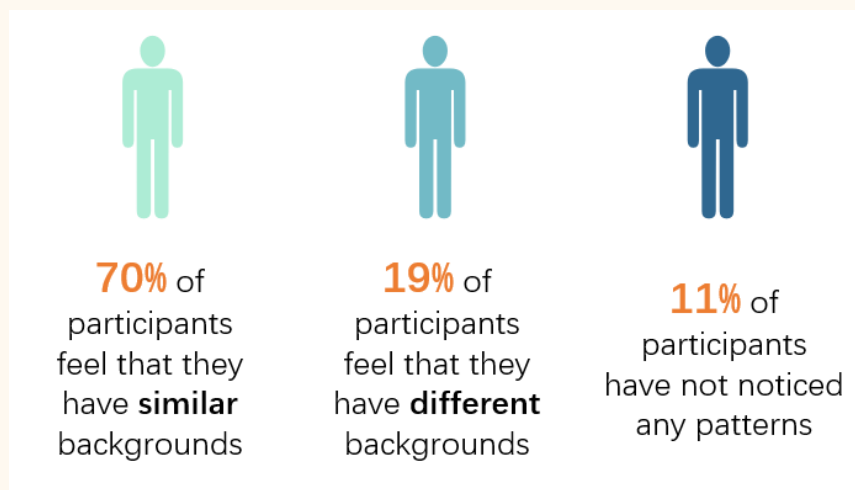 70% of
participants
feel that they
have similar
backgrounds
19% of
participants
feel that they
have different
backgrounds
11% of
participants
have not noticed
any patterns